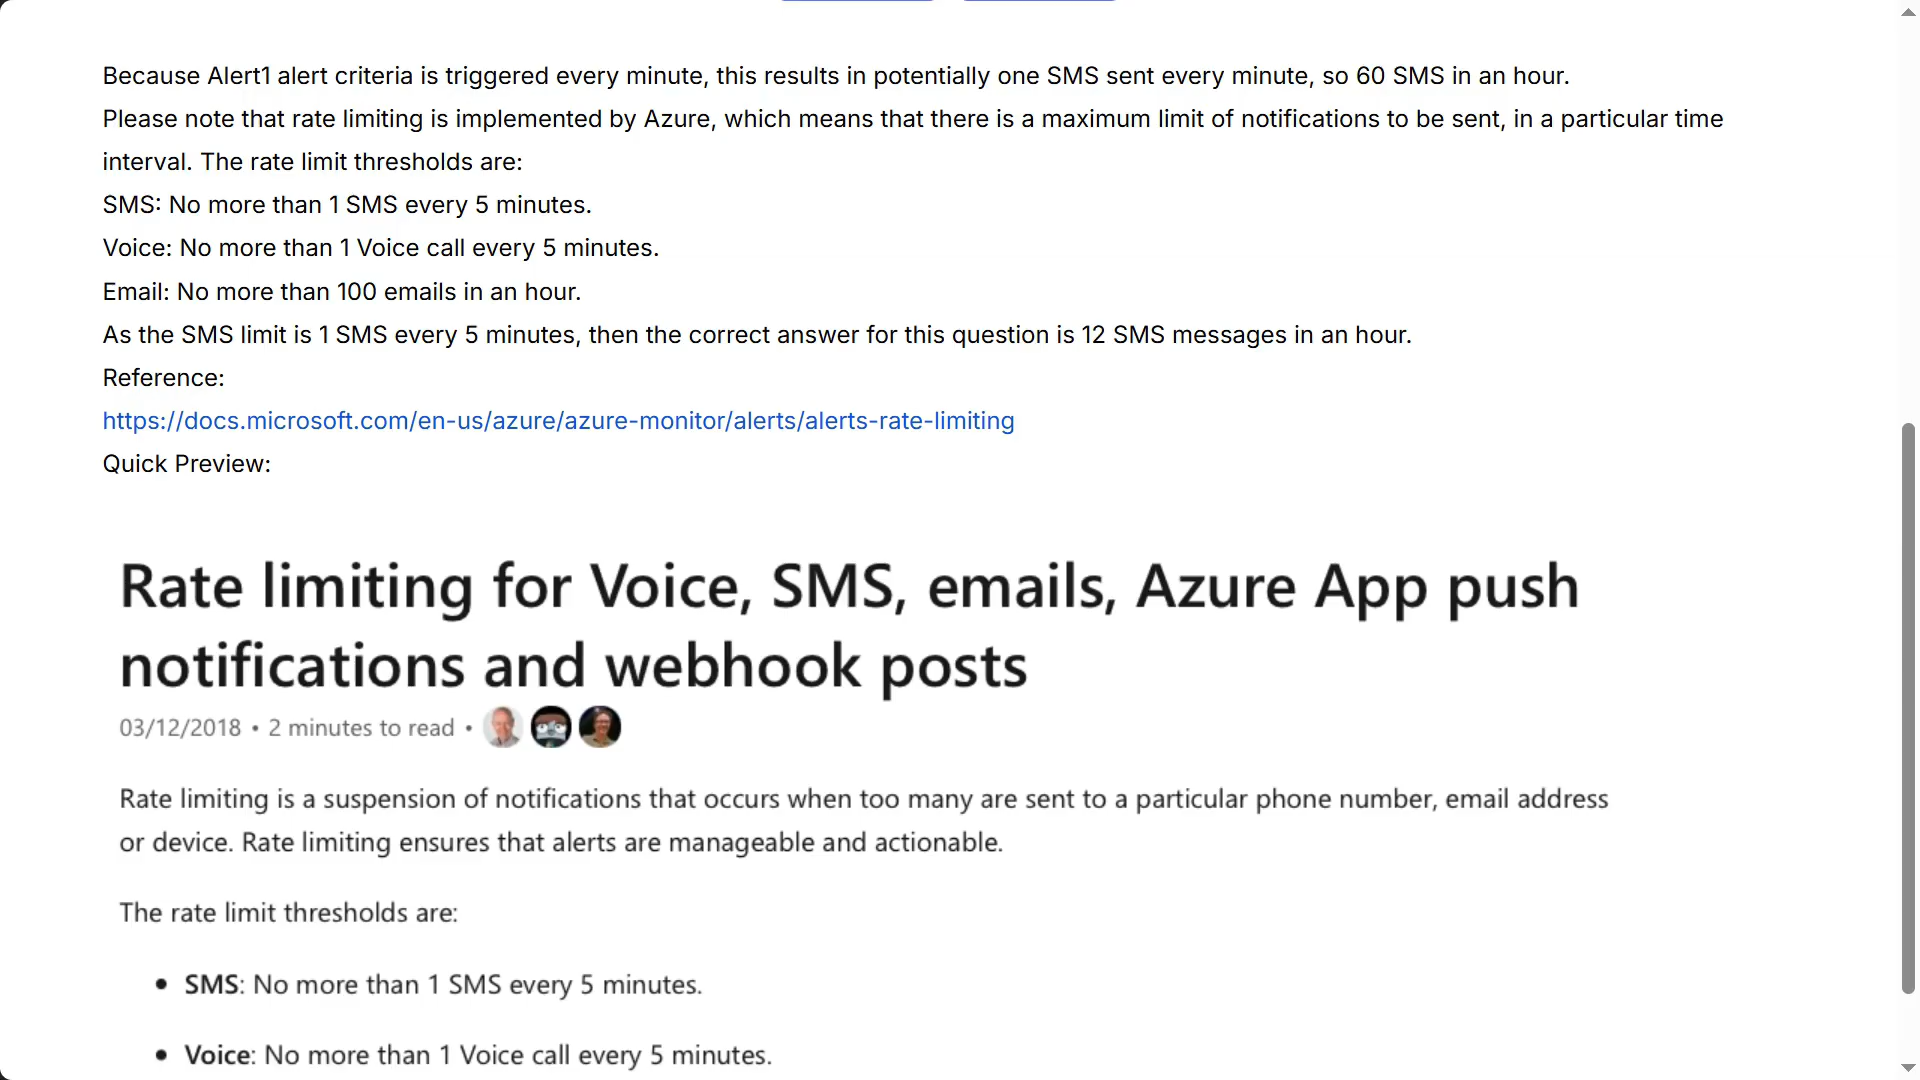 Because Alert1 alert criteria is triggered every minute, this results in potentially one SMS sent every minute, so 60 SMS in an hour.
Please note that rate limiting is implemented by Azure, which means that there is a maximum limit of notifications to be sent, in a particular time
interval. The rate limit thresholds are:
SMS: No more than 1 SMS every 5 minutes.
Voice: No more than 1 Voice call every 5 minutes.
Email: No more than 100 emails in an hour.
As the SMS limit is 1 SMS every 5 minutes, then the correct answer for this question is 12 SMS messages in an hour.
Reference:
https://docs.microsoft.com/en-us/azure/azure-monitor/alerts/alerts-rate-limiting
Quick Preview:
Rate limiting for Voice, SMS, emails, Azure App push
notifications and webhook posts
03/12/2018 • 2 minutes to read •
Rate limiting is a suspension of notifications that occurs when too many are sent to a particular phone number, email address
or device. Rate limiting ensures that alerts are manageable and actionable.
The rate limit thresholds are:
• SMS: No more than 1 SMS every 5 minutes.
• Voice: No more than 1 Voice call every 5 minutes.